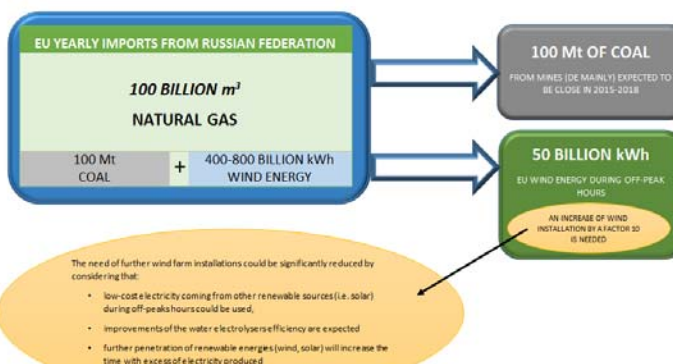 EU YEARLY IMPORTS FROM RUSSIAN FEDERATION
100 BILLION m³
NATURAL GAS
100 Mt
COAL
+
400-800 BILLION kWh
WIND ENERGY
100 Mt OF COAL
FROM MINES (DE MAINLY) EXPECTED TO
BE CLOSE IN 2015-2018
50 BILLION kWh
EU WIND ENERGY DURING OFF-PEAK
HOURS
AN INCREASE OF WIND
INSTALLATION BY A FACTOR 10
IS NEEDED
The need of further wind farm installations could be significantly reduced by
considering that:
• low-cost electricity coming from other renewable sources (i.e. solar)
during off-peaks hours could be used,
• improvements of the water electrolysers efficiency are expected
• further penetration of renewable energies (wind, solar) will increase the
time with excess of electricity produced